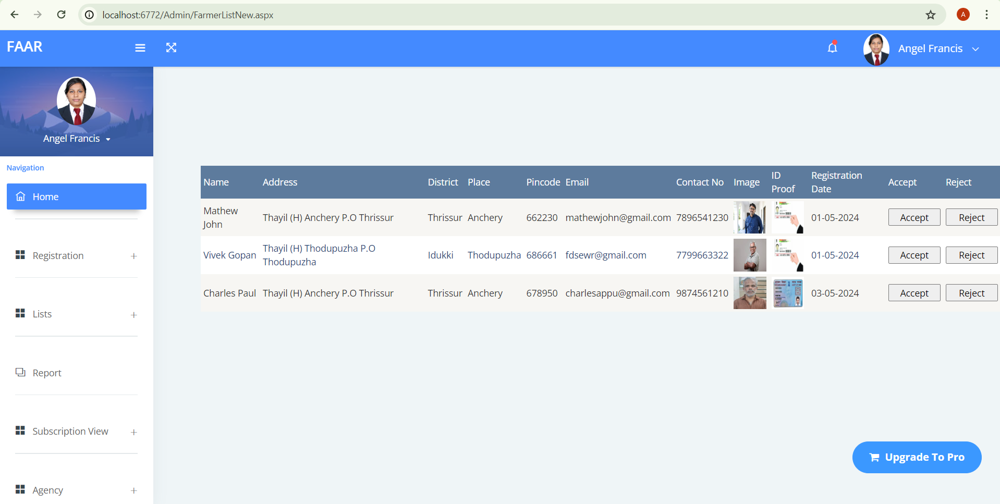 localhost:6772/Admin/FarmerListNew.aspx
A
FAAR
Angel Francis
Angel Francis
Navigation
Home
Registration
Lists
Report
Subscription View
Agency
Name Address District Place Pincode Email Contact No Image ID Proof Registration Date Accept Reject
Mathew John Thayil (H) Anchery P.O Thrissur Thrissur Anchery 662230 mathewjohn@gmail.com 7896541230 01-05-2024 Accept Reject
Vivek Gopan Thayil (H) Thodupuzha P.O Thodupuzha Idukki Thodupuzha 686661 fdsewr@gmail.com 7799663322 01-05-2024 Accept Reject
Charles Paul Thayil (H) Anchery P.O Thrissur Thrissur Anchery 678950 charlesappu@gmail.com 9874561210 03-05-2024 Accept Reject
Upgrade To Pro